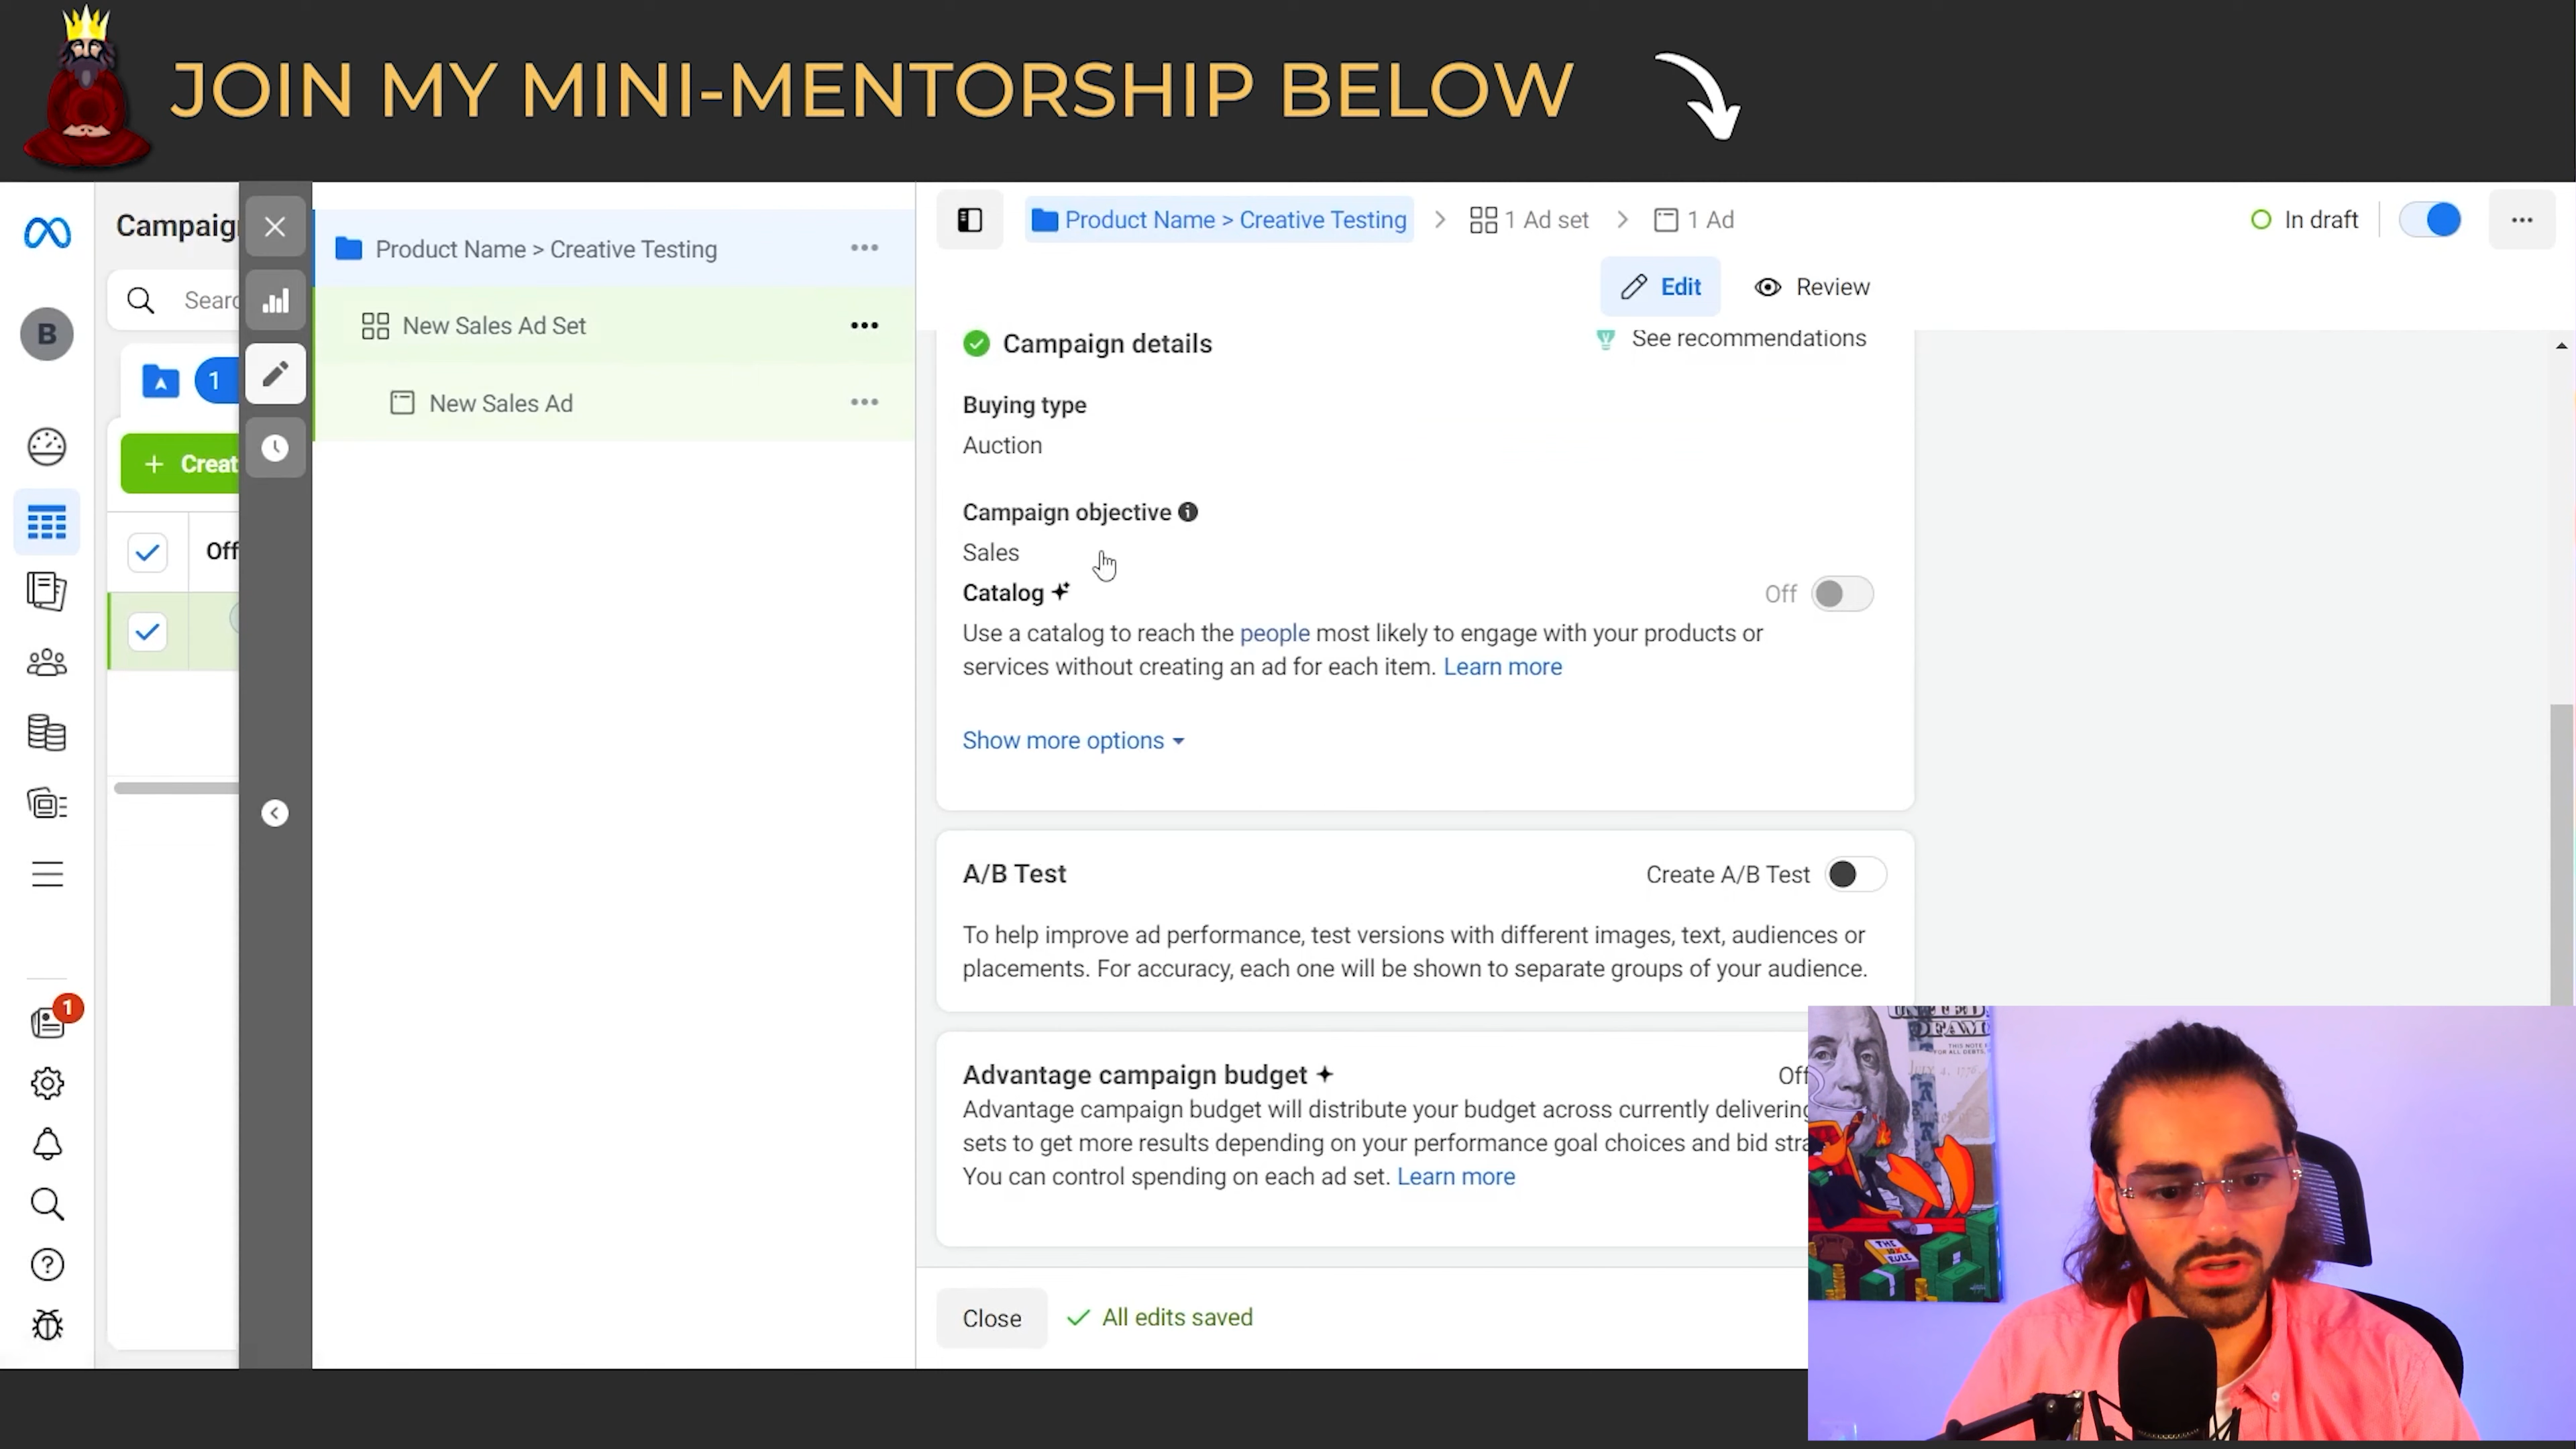 JOIN MY MINI-MENTORSHIP BELOW
Campaig
Searc
B
1
Creat
Off
1
Product Name > Creative Testing
New Sales Ad Set
New Sales Ad
Product Name > Creative Testing
1 Ad set
1 Ad
In draft
Edit
Review
Campaign details
See recommendations
Buying type
Auction
Campaign objective
Sales
Catalog
Off
Use a catalog to reach the people most likely to engage with your products or
services without creating an ad for each item. Learn more
Show more options
A/B Test
Create A/B Test
To help improve ad performance, test versions with different images, text, audiences or
placements. For accuracy, each one will be shown to separate groups of your audience.
Advantage campaign budget
Off
Advantage campaign budget will distribute your budget across currently delivering
sets to get more results depending on your performance goal choices and bid stra
You can control spending on each ad set. Learn more
Close
All edits saved
THIS NOTE
FOR ALL DEBTS,
THE
RULE